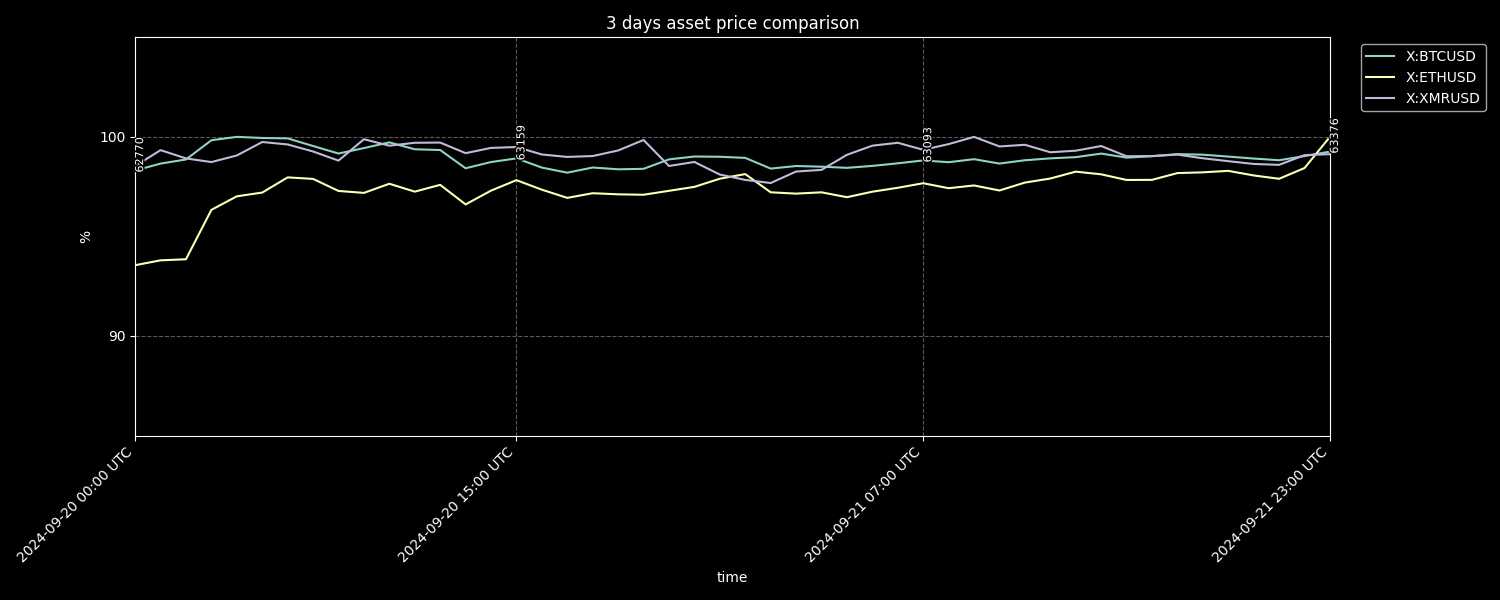 3 days asset price comparison
X:BTCUSD
X:ETHUSD
X:XMRUSD
100
90
%
62770
63159
63093
63376
2024-09-20 00:00 UTC
2024-09-20 15:00 UTC
2024-09-21 07:00 UTC
2024-09-21 23:00 UTC
time